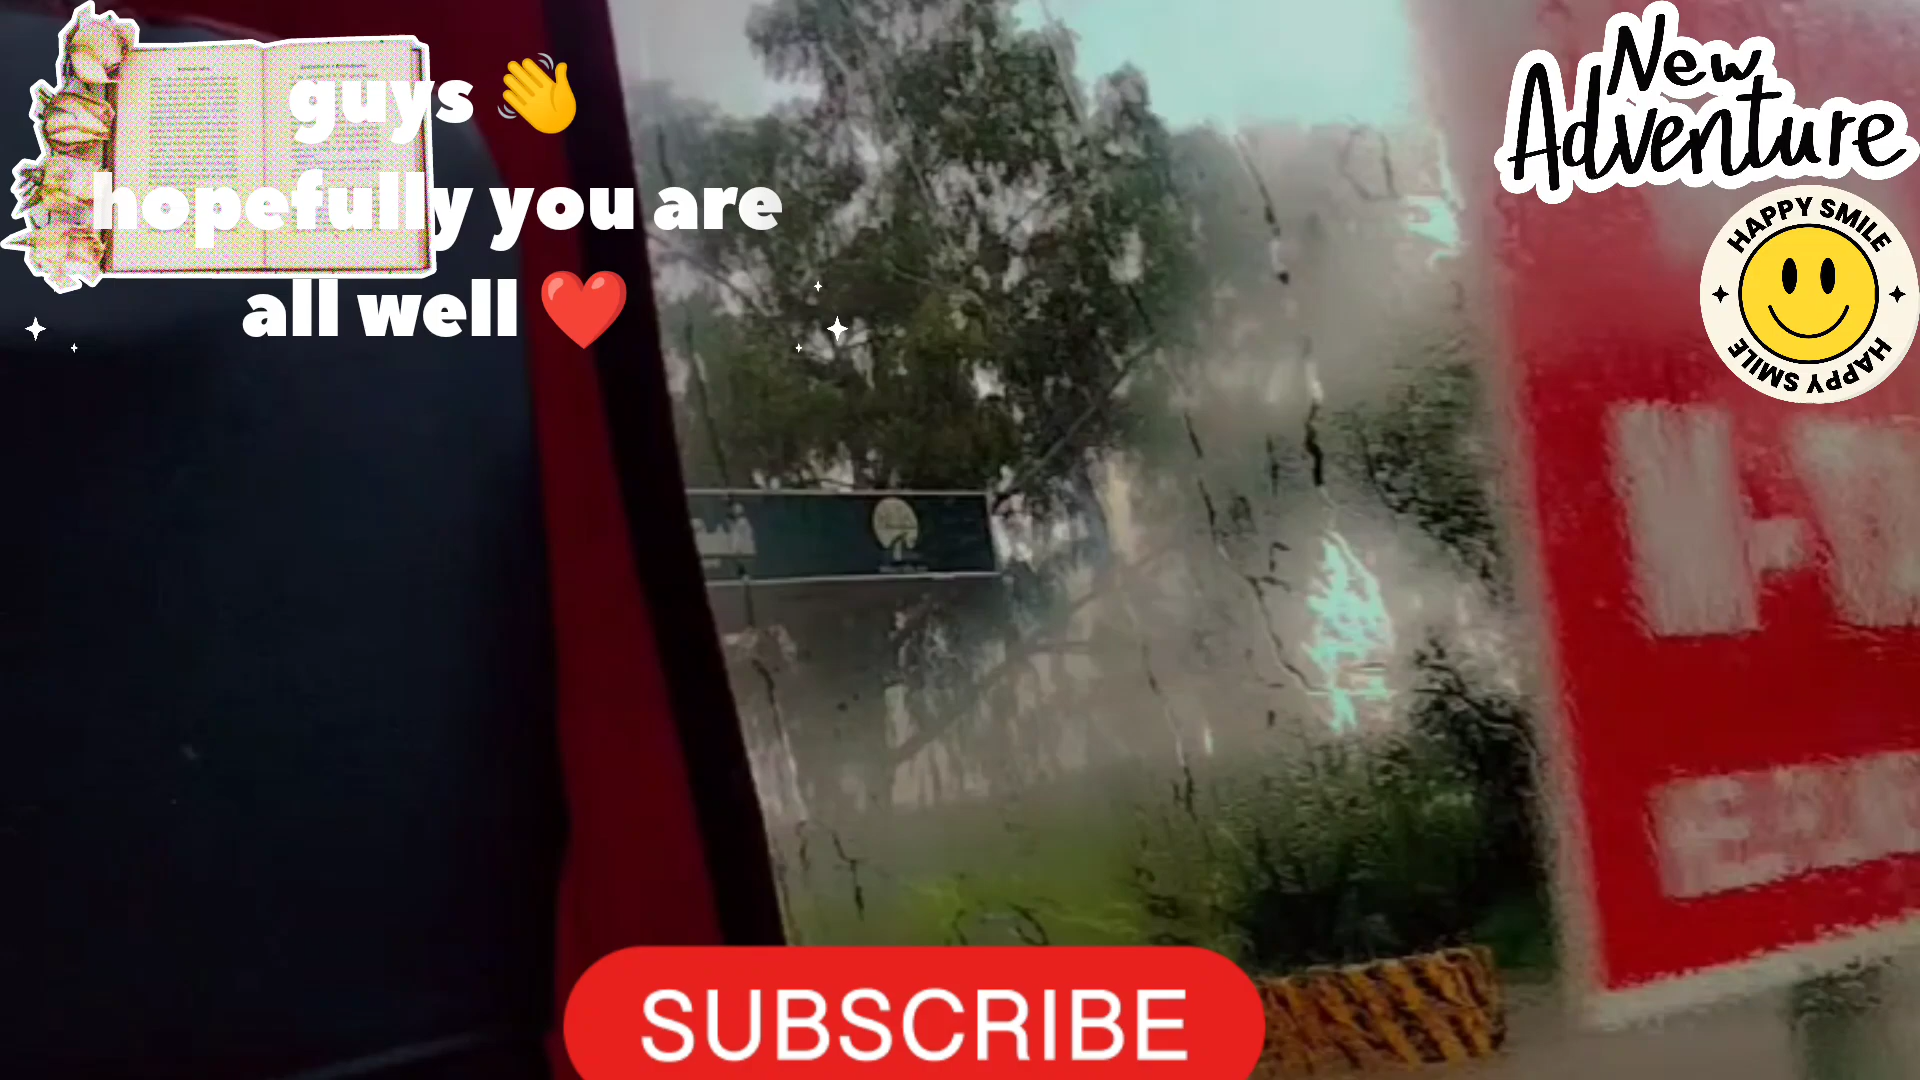 guys 👋
hopefully you are
all well ❤️
New
Adventure
HAPPY SMILE
HAPPY SMILE
SUBSCRIBE